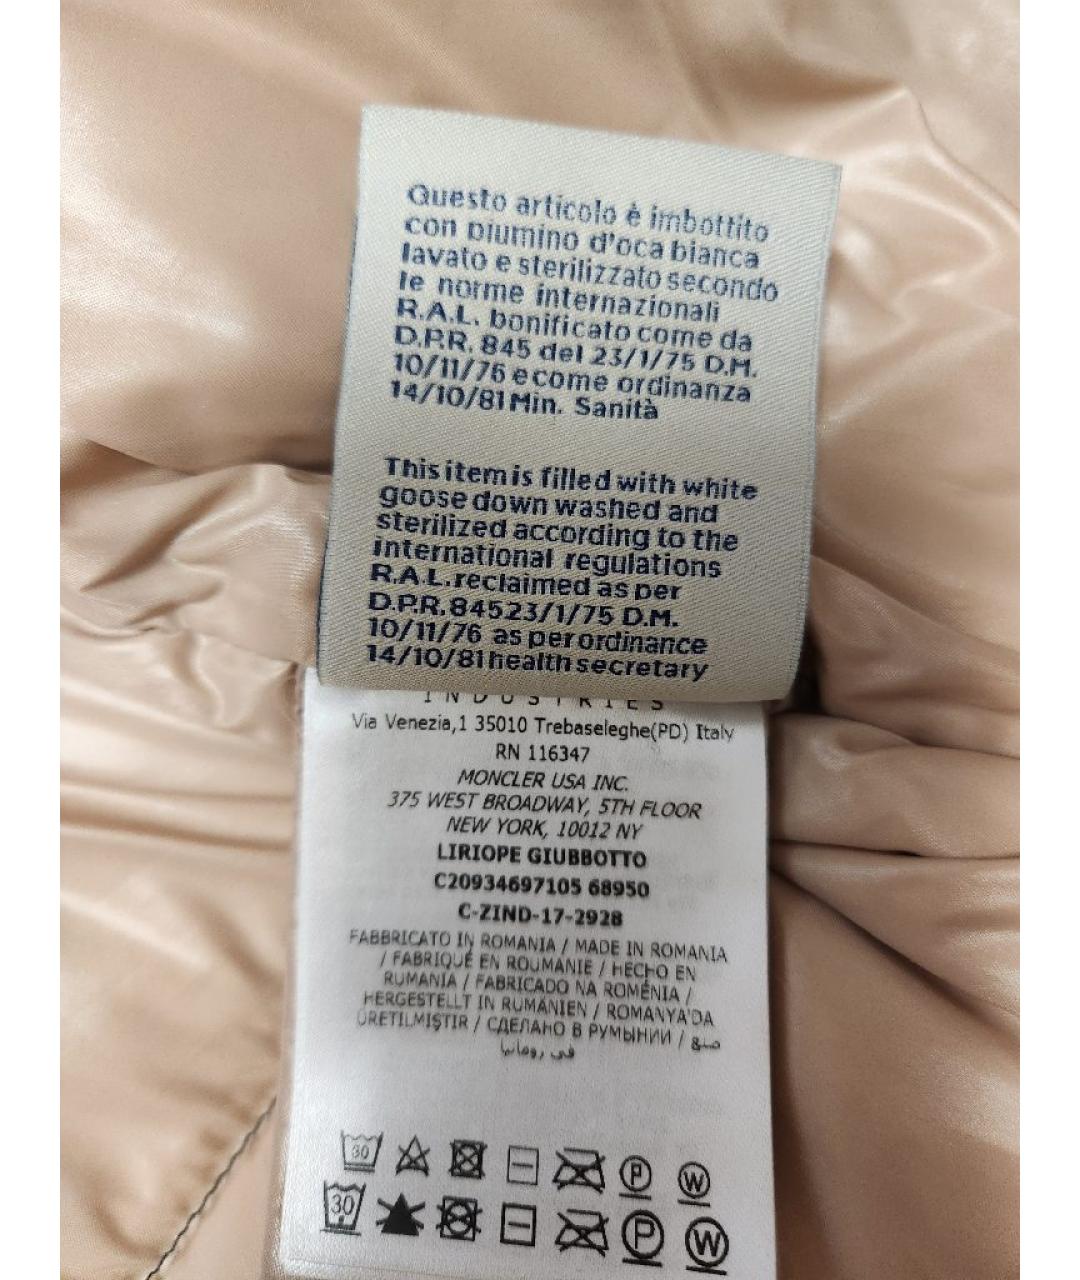 Questo articolo è imbottito
con piumino d'oca bianca
lavato e sterilizzato secondo
le norme internazionali
R.A.L. bonificato come da
D.P.R. 845 del 23/1/75 D.M.
10/11/76 e come ordinanza
14/10/81 Min. Sanità
This item is filled with white
goose down washed and
sterilized according to the
international regulations
R.A.L. reclaimed as per
D.P.R. 845 23/1/75 D.M.
10/11/76 as per ordinance
14/10/81 health secretary
INDUSTRIES
Via Venezia,1 35010 Trebaseleghe(PD) Italy
RN 116347
MONCLER USA INC.
375 WEST BROADWAY, 5TH FLOOR
NEW YORK, 10012 NY
LIRIOPE GIUBBOTTO
C20934697105 68950
C-ZIND-17-2928
FABBRICATO IN ROMANIA / MADE IN ROMANIA
/ FABRIQUÉ EN ROUMANIE / HECHO EN
RUMANIA / FABRICADO NA ROMÉNIA /
HERGESTELLT IN RUMÄNIEN / ROMANYA'DA
ÜRETİLMİŞTİR / СДЕЛАНО В РУМЫНИИ / صنع
في رومانيا
30 P W
30 P W